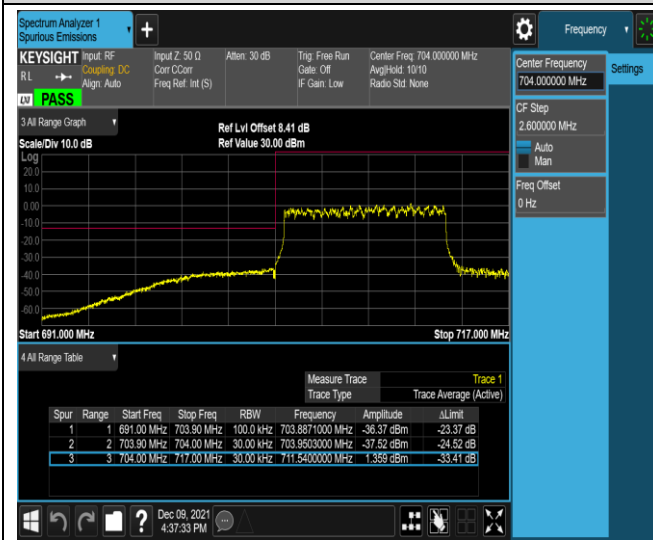 Spectrum Analyzer 1
Spurious Emissions
+
Frequency
KEYSIGHT
R L
Input: RF
Coupling: DC
Align: Auto
Input Z: 50 Ω
Corr CCorr
Freq Ref: Int (S)
Atten: 30 dB
Trig: Free Run
Gate: Off
IF Gain: Low
Center Freq: 704.000000 MHz
Avg|Hold: 10/10
Radio Std: None
LXI
PASS
Center Frequency
704.000000 MHz
Settings
CF Step
2.600000 MHz
Auto
Man
Freq Offset
0 Hz
3 All Range Graph
Scale/Div 10.0 dB
Ref Lvl Offset 8.41 dB
Ref Value 30.00 dBm
Log
20.0
10.0
0.00
-10.0
-20.0
-30.0
-40.0
-50.0
-60.0
Start 691.000 MHz
Stop 717.000 MHz
4 All Range Table
Measure Trace Trace 1
Trace Type Trace Average (Active)
Spur Range Start Freq Stop Freq RBW Frequency Amplitude ΔLimit
1 1 691.00 MHz 703.90 MHz 100.0 kHz 703.8871000 MHz -36.37 dBm -23.37 dB
2 2 703.90 MHz 704.00 MHz 30.00 kHz 703.9503000 MHz -37.52 dBm -24.52 dB
3 3 704.00 MHz 717.00 MHz 30.00 kHz 711.5400000 MHz 1.359 dBm -33.41 dB
?
Dec 09, 2021
4:37:33 PM